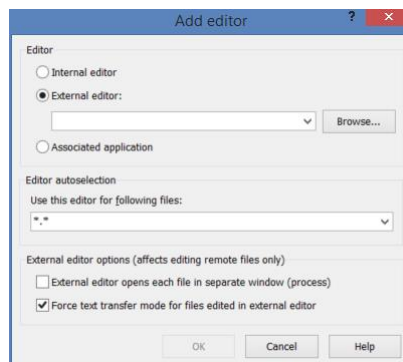 Add editor
?
Editor
Internal editor
External editor:
Browse...
Associated application
Editor autoselection
Use this editor for following files:
*.*
External editor options (affects editing remote files only)
External editor opens each file in separate window (process)
Force text transfer mode for files edited in external editor
OK Cancel Help